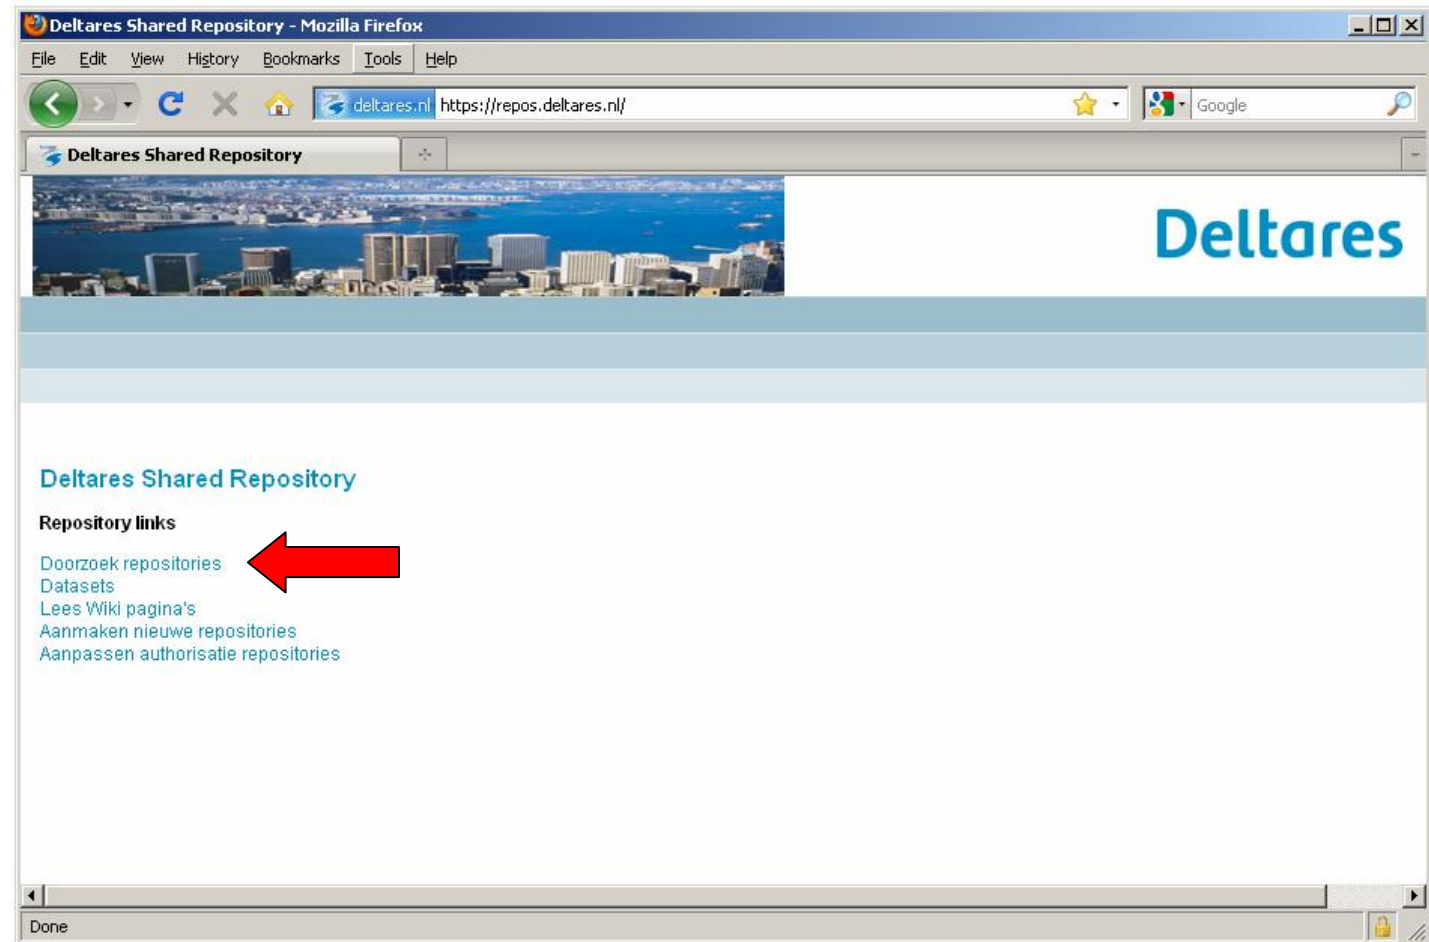 Deltares Shared Repository - Mozilla Firefox
File Edit View History Bookmarks Tools Help
deltares.nl https://repos.deltares.nl/ Google
Deltares Shared Repository
Deltares
Deltares Shared Repository
Repository links
Doorzoek repositories
Datasets
Lees Wiki pagina's
Aanmaken nieuwe repositories
Aanpassen authorisatie repositories
Done